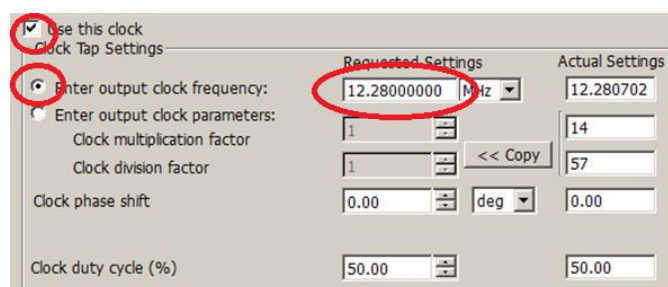 Use this clock
Clock Tap Settings
Requested Settings Actual Settings
Enter output clock frequency: 12.28000000 MHz 12.280702
Enter output clock parameters:
Clock multiplication factor 1 14
<< Copy
Clock division factor 1 57
Clock phase shift 0.00 deg 0.00
Clock duty cycle (%) 50.00 50.00